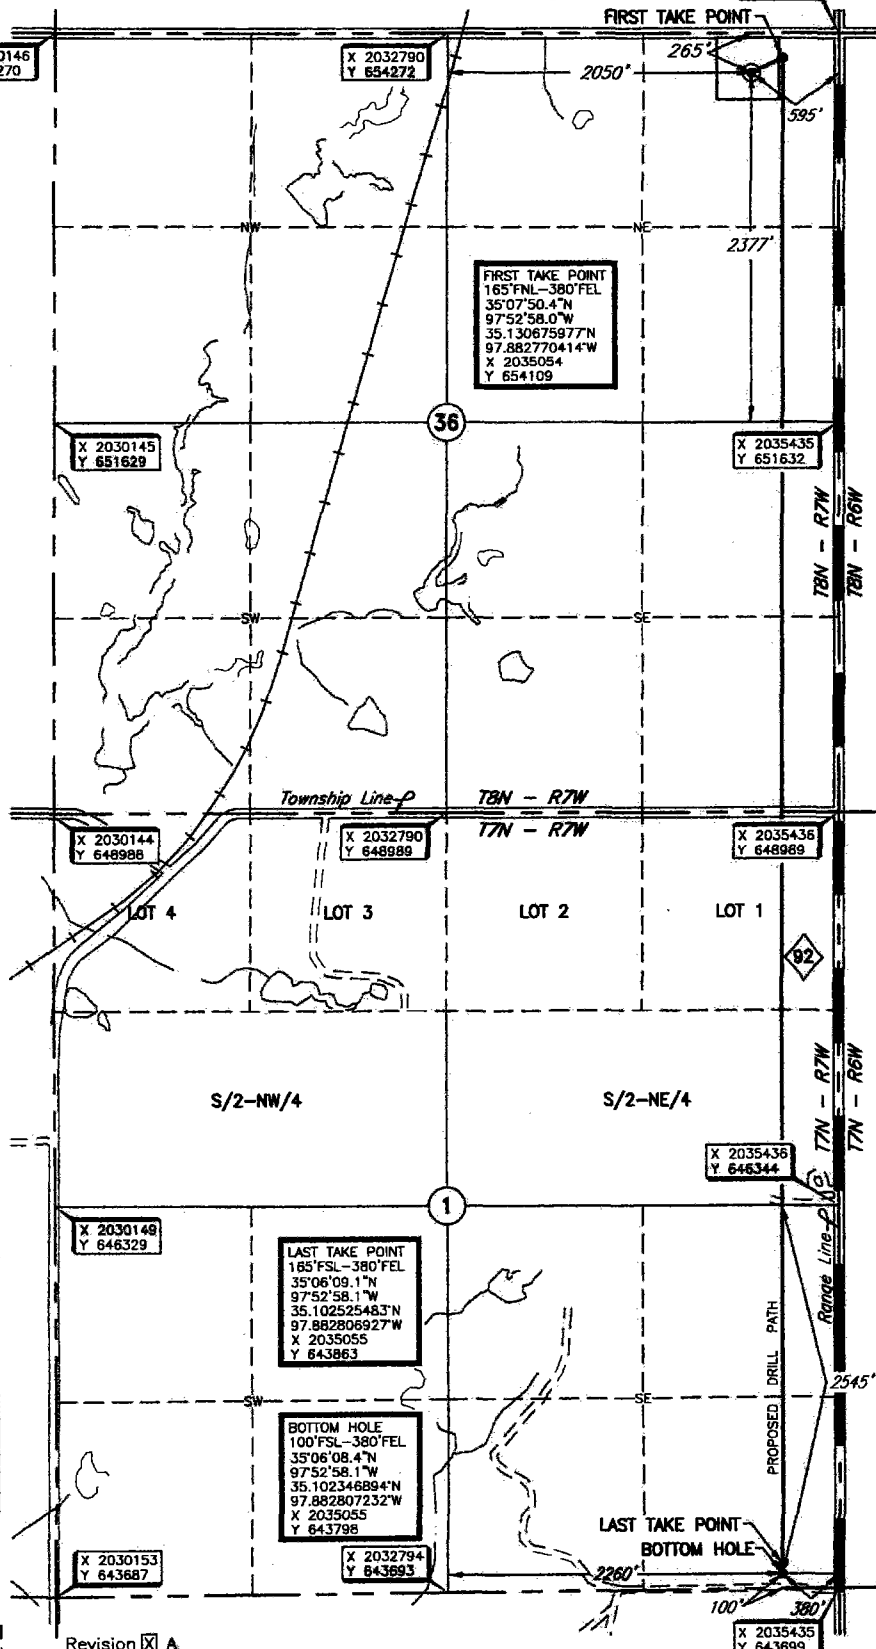 FIRST TAKE POINT
0146
270
X 2032790
Y 654272
265'
2050'
595'
NW
NE
2377'
FIRST TAKE POINT
165'FNL-380'FEL
35°07'50.4"N
97°52'58.0"W
35.130675977°N
97.882770414°W
X 2035054
Y 654109
36
X 2030145
Y 651629
X 2035435
Y 651632
T8N - R7W
T8N - R6W
SW
SE
Township Line
T8N - R7W
T7N - R7W
X 2030144
Y 648988
X 2032790
Y 648989
X 2035436
Y 648989
LOT 4
LOT 3
LOT 2
LOT 1
92
S/2-NW/4
S/2-NE/4
T7N - R7W
T7N - R6W
X 2035436
Y 646344
1
X 2030149
Y 646329
Range Line
LAST TAKE POINT
165'FSL-380'FEL
35°06'09.1"N
97°52'58.1"W
35.102525483°N
97.882806927°W
X 2035055
Y 643863
PROPOSED DRILL PATH
2545'
SW
SE
BOTTOM HOLE
100'FSL-380'FEL
35°06'08.4"N
97°52'58.1"W
35.102346894°N
97.882807232°W
X 2035055
Y 643798
LAST TAKE POINT
BOTTOM HOLE
X 2030153
Y 643687
X 2032794
Y 643693
2260'
100'
380'
X 2035435
Y 643699
Revision X A